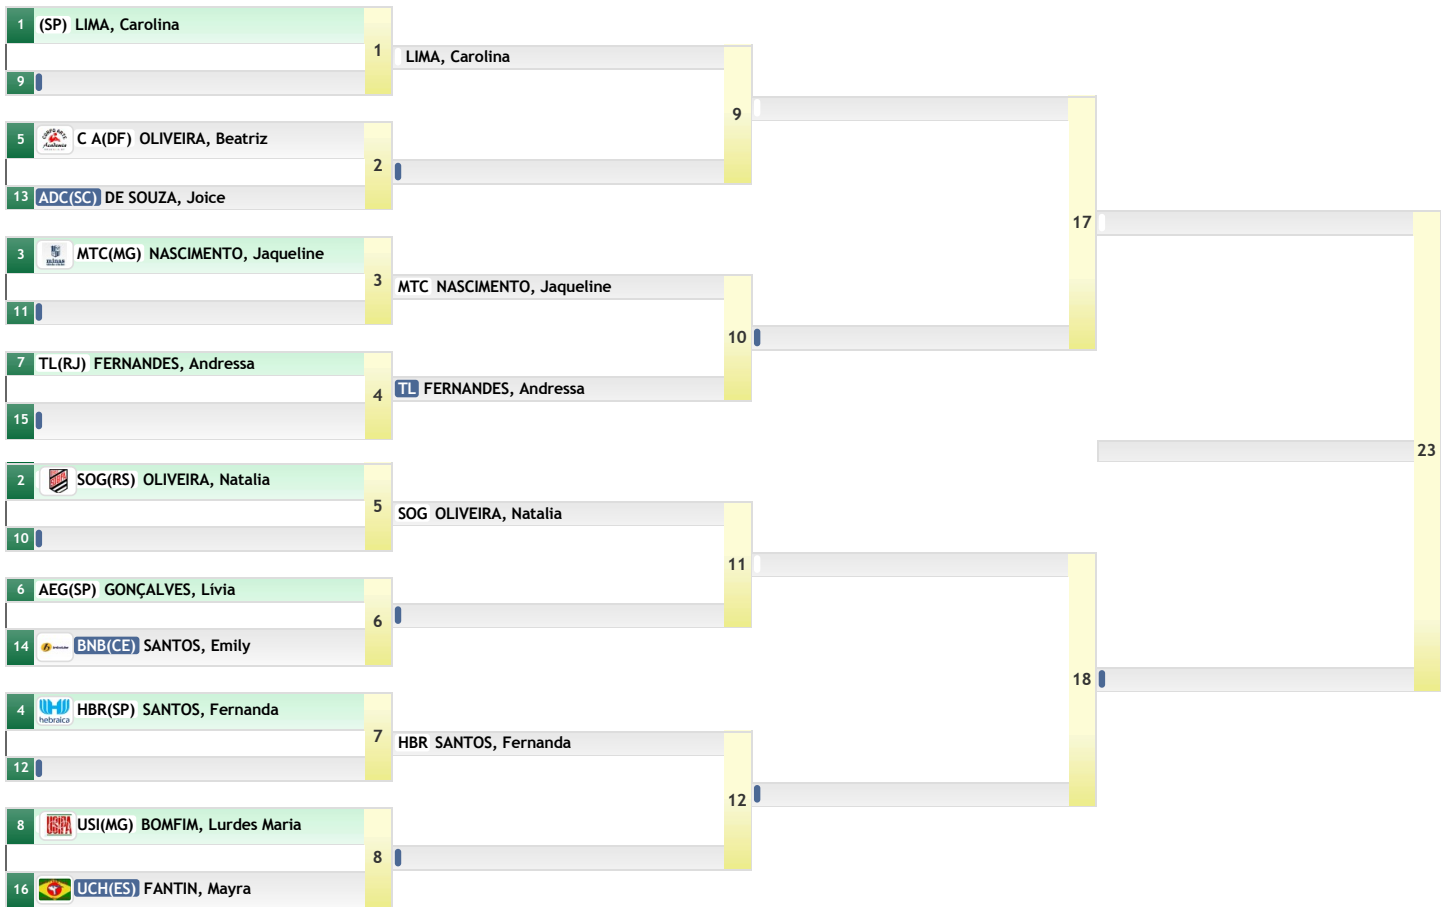 1 (SP) LIMA, Carolina
1
LIMA, Carolina
9
9
5 C A(DF) OLIVEIRA, Beatriz
2
13 ADC(SC) DE SOUZA, Joice
17
3 MTC(MG) NASCIMENTO, Jaqueline
3
MTC NASCIMENTO, Jaqueline
11
10
7 TL(RJ) FERNANDES, Andressa
4
TL FERNANDES, Andressa
15
23
2 SOG(RS) OLIVEIRA, Natalia
5
SOG OLIVEIRA, Natalia
10
11
6 AEG(SP) GONÇALVES, Lívia
6
14 BNB(CE) SANTOS, Emily
18
4 hebraica HBR(SP) SANTOS, Fernanda
7
HBR SANTOS, Fernanda
12
12
8 USI(MG) BOMFIM, Lurdes Maria
8
16 UCH(ES) FANTIN, Mayra